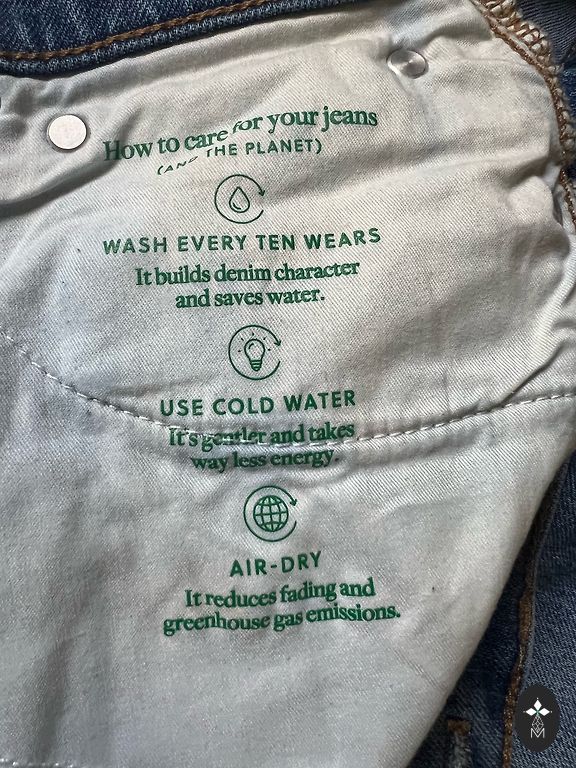 How to care for your jeans
(AND THE PLANET)
WASH EVERY TEN WEARS
It builds denim character
and saves water.
USE COLD WATER
It's gentler and takes
way less energy.
AIR-DRY
It reduces fading and
greenhouse gas emissions.
M